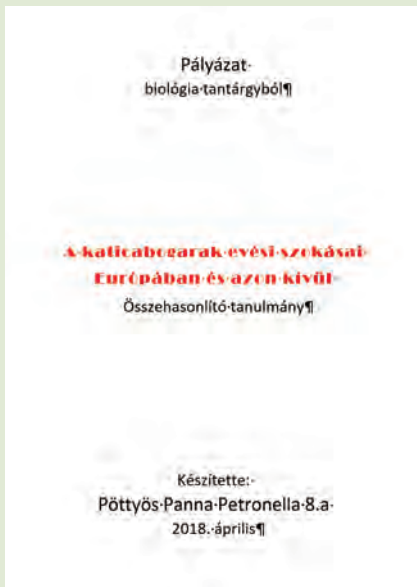 Pályázat·
biológia·tantárgyból¶
A·katicabogarak·evési·szokásai·
Európában·és·azon·kívül·
Összehasonlító·tanulmány¶
Készítette:·
Pöttyös·Panna·Petronella·8.a·
2018.·április¶